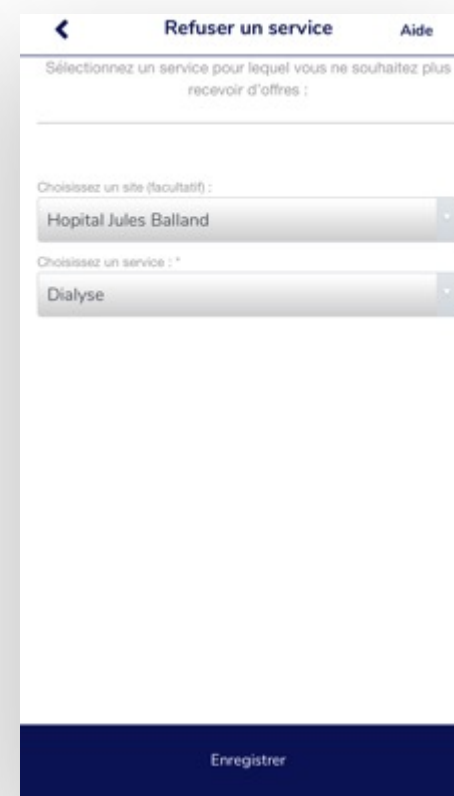 Refuser un service
Aide
Sélectionnez un service pour lequel vous ne souhaitez plus
recevoir d'offres :
Choisissez un site (facultatif) :
Hopital Jules Balland
Choisissez un service : *
Dialyse
Enregistrer